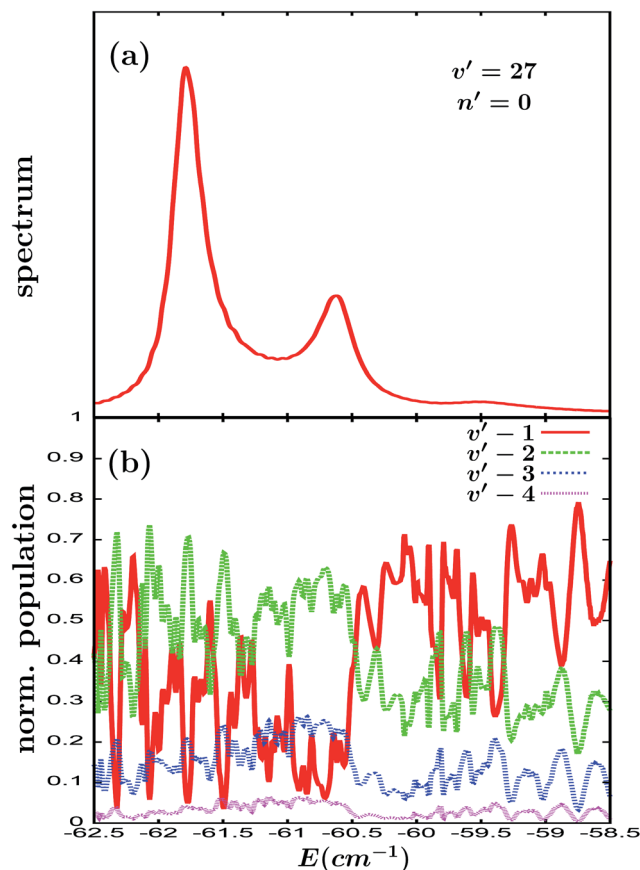 (a)
v′ = 27
n′ = 0
spectrum
(b)
v′ − 1
v′ − 2
v′ − 3
v′ − 4
norm. population
1
0.9
0.8
0.7
0.6
0.5
0.4
0.3
0.2
0.1
0
-62.5 -62 -61.5 -61 -60.5 -60 -59.5 -59 -58.5
E(cm⁻¹)